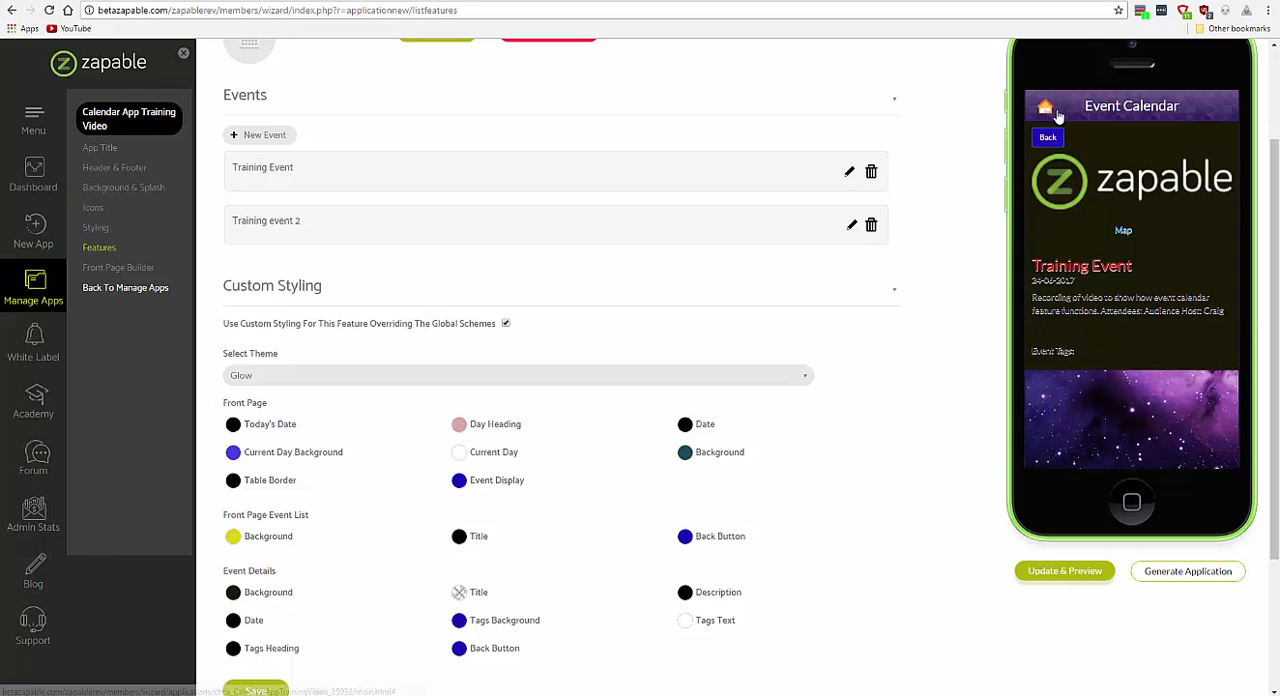 betazapable.com/zapablerev/members/wizard/index.php?r=applicationnew/listfeatures
Apps YouTube Other bookmarks
zapable
Menu
Dashboard
New App
Manage Apps
White Label
Academy
Forum
Admin Stats
Blog
Support
Calendar App Training
Video
App Title
Header & Footer
Background & Splash
Icons
Styling
Features
Front Page Builder
Back To Manage Apps
Events
+ New Event
Training Event
Training event 2
Custom Styling
Use Custom Styling For This Feature Overriding The Global Schemes
Select Theme
Glow
Front Page
Today's Date Day Heading Date
Current Day Background Current Day Background
Table Border Event Display
Front Page Event List
Background Title Back Button
Event Details
Background Title Description
Date Tags Background Tags Text
Tags Heading Back Button
Save
Event Calendar
Back
zapable
Map
Training Event
24-06-2017
Recording of video to show how event calendar
feature functions. Attendees: Audience Host: Craig
Event Tags:
Update & Preview Generate Application